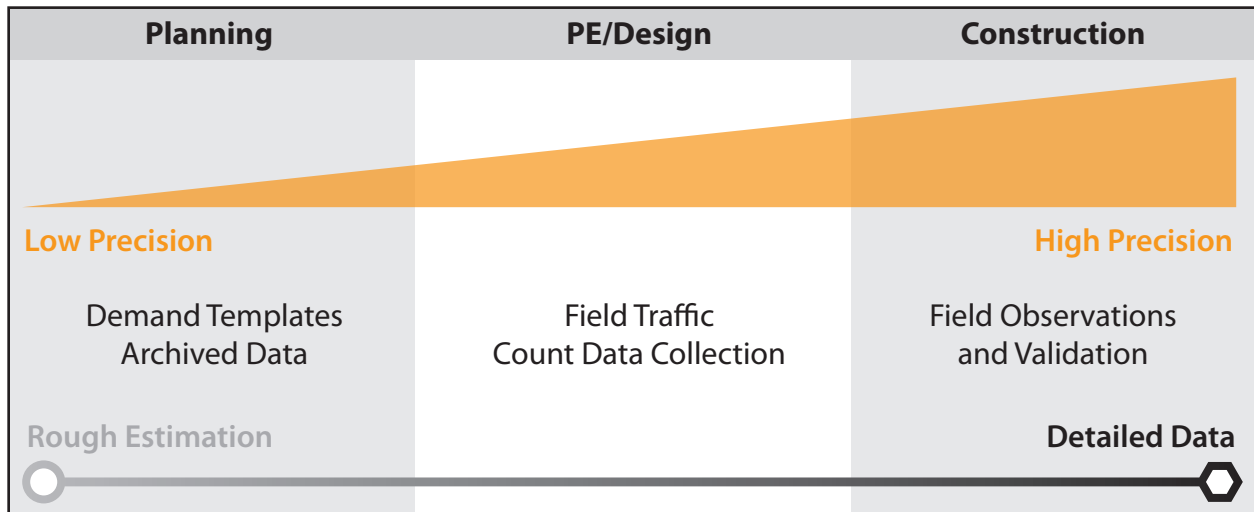 Planning
PE/Design
Construction
Low Precision
High Precision
Demand Templates
Archived Data
Field Traffic
Count Data Collection
Field Observations
and Validation
Rough Estimation
Detailed Data